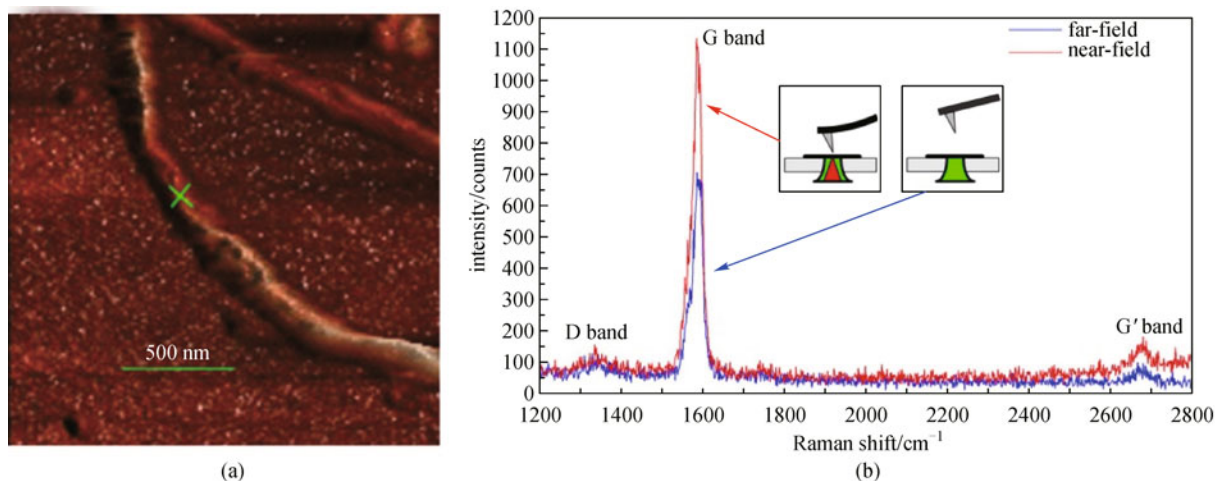 500 nm
(a)
1200
1100
1000
900
800
700
600
500
400
300
200
100
0
intensity/counts
G band
far-field
near-field
D band
G′ band
1200 1400 1600 1800 2000 2200 2400 2600 2800
Raman shift/cm⁻¹
(b)